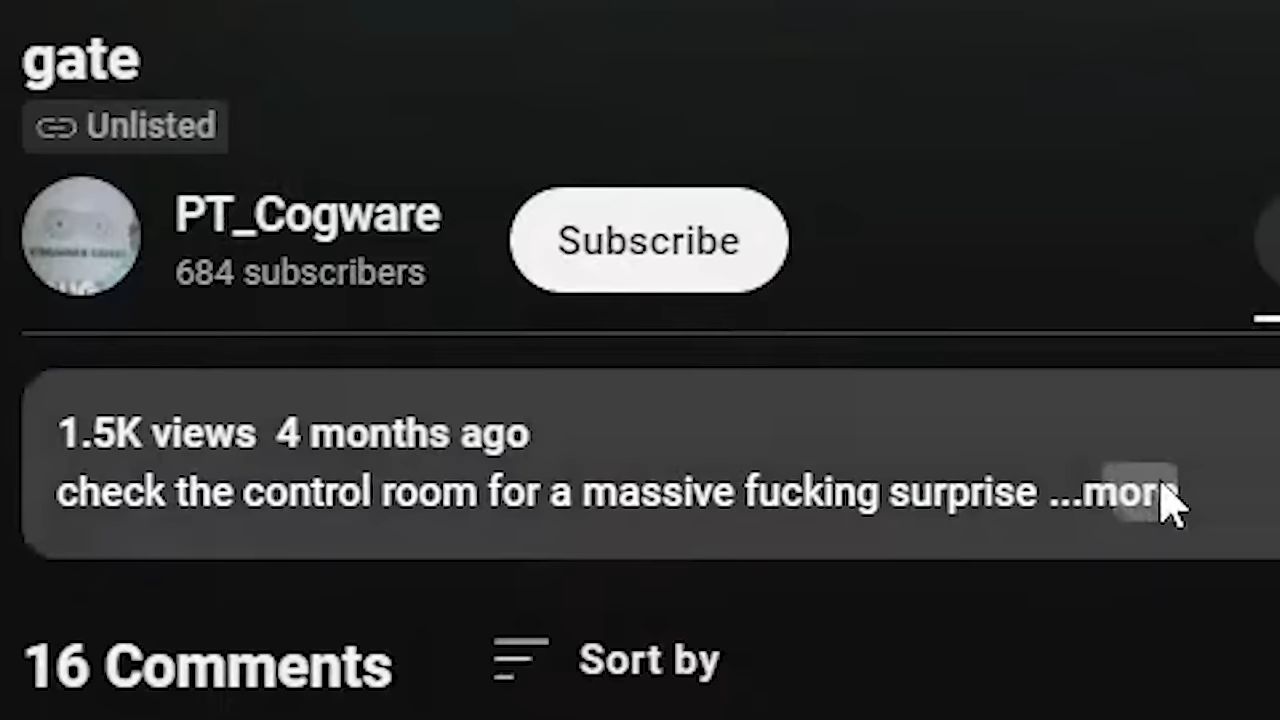 gate
Unlisted
PT_Cogware
684 subscribers
Subscribe
1.5K views 4 months ago
check the control room for a massive fucking surprise ...more
16 Comments
Sort by